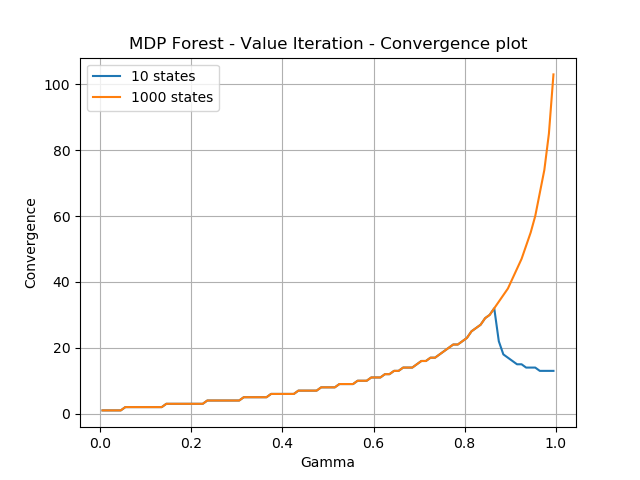 MDP Forest - Value Iteration - Convergence plot
10 states
1000 states
100
80
60
40
20
0
Convergence
0.0 0.2 0.4 0.6 0.8 1.0
Gamma